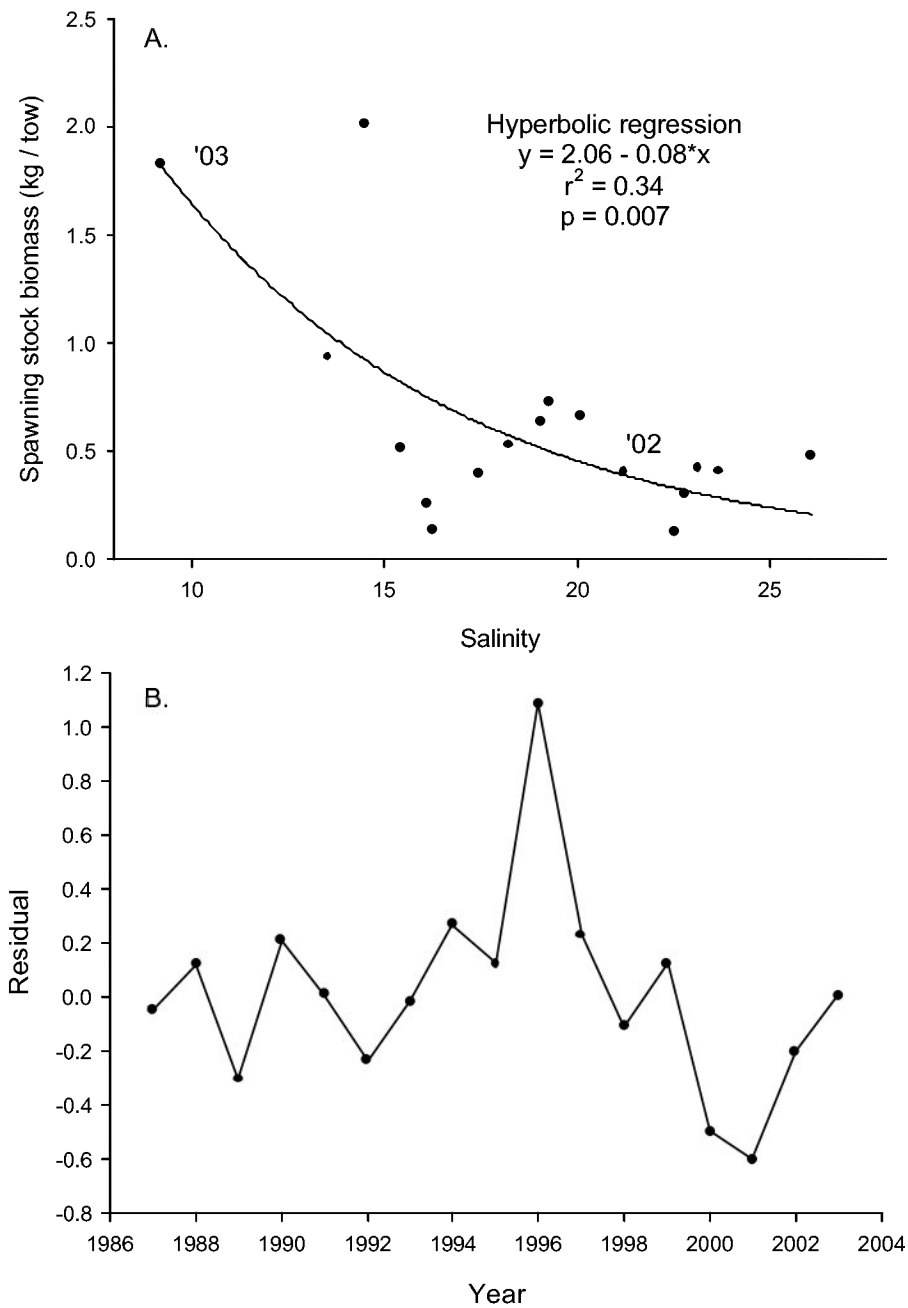 A.
Hyperbolic regression
y = 2.06 - 0.08*x
r² = 0.34
p = 0.007
'03
'02
Spawning stock biomass (kg / tow)
2.5
2.0
1.5
1.0
0.5
0.0
10 15 20 25
Salinity
B.
Residual
1.2
1.0
0.8
0.6
0.4
0.2
0.0
-0.2
-0.4
-0.6
-0.8
1986 1988 1990 1992 1994 1996 1998 2000 2002 2004
Year